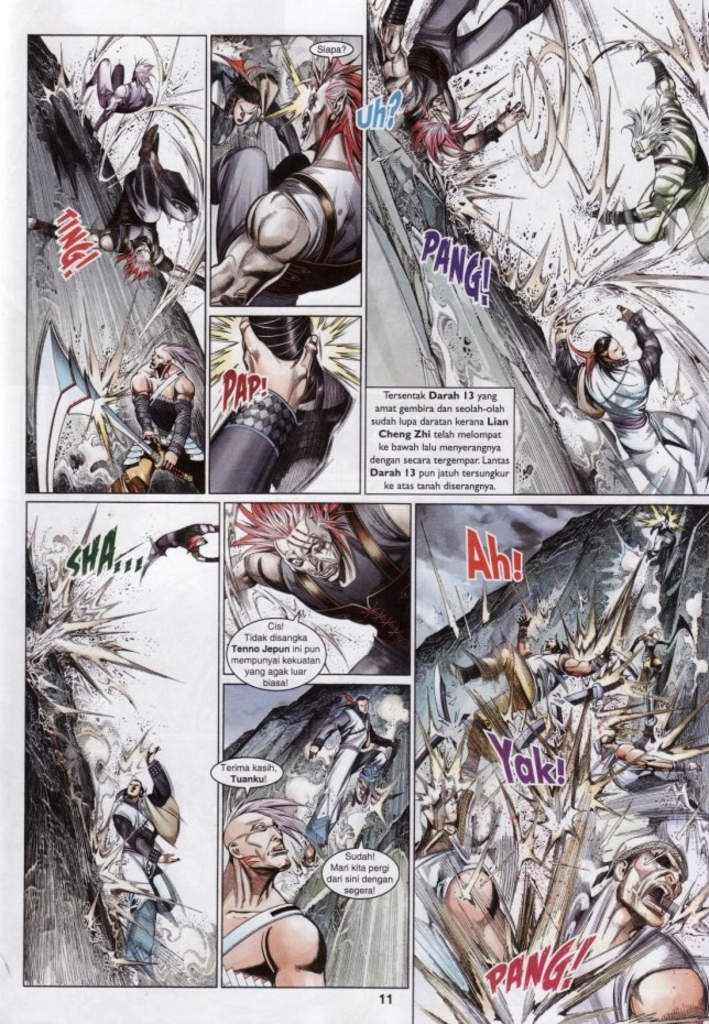 TING!
Siapa?
PAP!
uh?
PANG!
Tersentak Darah 13 yang
amat gembira dan seolah-olah
sudah lupa daratan kerana Lian
Cheng Zhi telah melompat
ke bawah lalu menyerangnya
dengan secara tergempar. Lantas
Darah 13 pun jatuh tersungkur
ke atas tanah diserangnya.
SHA...
Cis!
Tidak disangka
Tenno Jepun ini pun
mempunyai kekuatan
yang agak luar
biasa!
Terima kasih,
Tuanku!
Sudah!
Mari kita pergi
dari sini dengan
segera!
Ah!
Yak!
PANG!
11